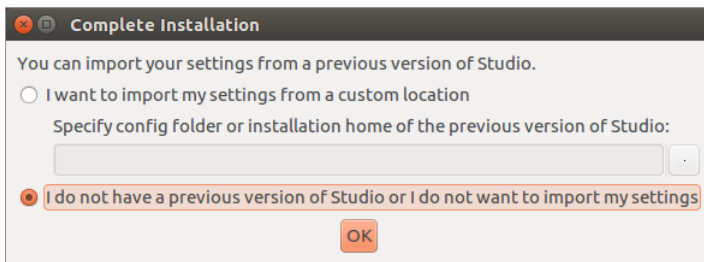 Complete Installation
You can import your settings from a previous version of Studio.
I want to import my settings from a custom location
Specify config folder or installation home of the previous version of Studio:
.
I do not have a previous version of Studio or I do not want to import my settings
OK